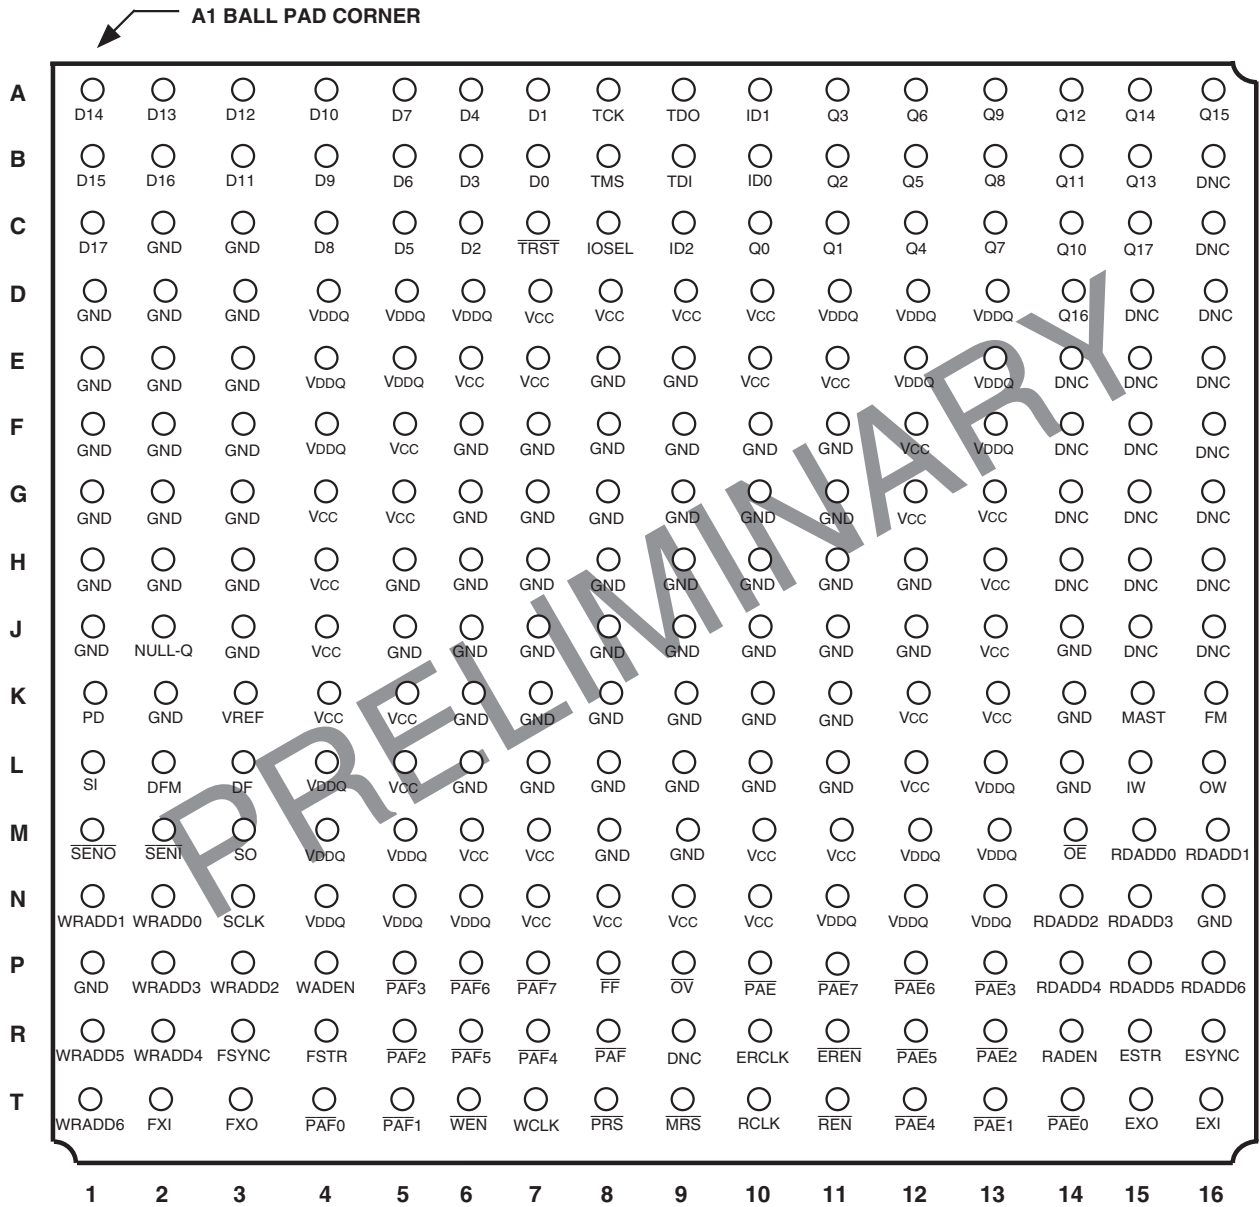 A1 BALL PAD CORNER
A
D14 D13 D12 D10 D7 D4 D1 TCK TDO ID1 Q3 Q6 Q9 Q12 Q14 Q15
B
D15 D16 D11 D9 D6 D3 D0 TMS TDI ID0 Q2 Q5 Q8 Q11 Q13 DNC
C
D17 GND GND D8 D5 D2 TRST IOSEL ID2 Q0 Q1 Q4 Q7 Q10 Q17 DNC
D
GND GND GND VDDQ VDDQ VDDQ VCC VCC VCC VCC VDDQ VDDQ VDDQ Q16 DNC DNC
E
GND GND GND VDDQ VDDQ VCC VCC GND GND VCC VCC VDDQ VDDQ DNC DNC DNC
F
GND GND GND VDDQ VCC GND GND GND GND GND GND VCC VDDQ DNC DNC DNC
G
GND GND GND VCC VCC GND GND GND GND GND GND VCC VCC DNC DNC DNC
H
GND GND GND VCC GND GND GND GND GND GND GND GND VCC DNC DNC DNC
J
GND NULL-Q GND VCC GND GND GND GND GND GND GND GND VCC GND DNC DNC
K
PD GND VREF VCC VCC GND GND GND GND GND GND VCC VCC GND MAST FM
L
SI DFM DF VDDQ VCC GND GND GND GND GND GND VCC VDDQ GND IW OW
M
SENO SENI SO VDDQ VDDQ VCC VCC GND GND VCC VCC VDDQ VDDQ OE RDADD0 RDADD1
N
WRADD1 WRADD0 SCLK VDDQ VDDQ VDDQ VCC VCC VCC VCC VDDQ VDDQ VDDQ RDADD2 RDADD3 GND
P
GND WRADD3 WRADD2 WADEN PAF3 PAF6 PAF7 FF OV PAE PAE7 PAE6 PAE3 RDADD4 RDADD5 RDADD6
R
WRADD5 WRADD4 FSYNC FSTR PAF2 PAF5 PAF4 PAF DNC ERCLK EREN PAE5 PAE2 RADEN ESTR ESYNC
T
WRADD6 FXI FXO PAF0 PAF1 WEN WCLK PRS MRS RCLK REN PAE4 PAE1 PAE0 EXO EXI
1 2 3 4 5 6 7 8 9 10 11 12 13 14 15 16
PRELIMINARY